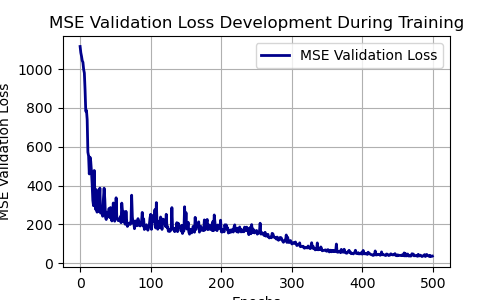 MSE Validation Loss Development During Training
MSE Validation Loss
MSE Validation Loss
1000
800
600
400
200
0
0 100 200 300 400 500
Epochs